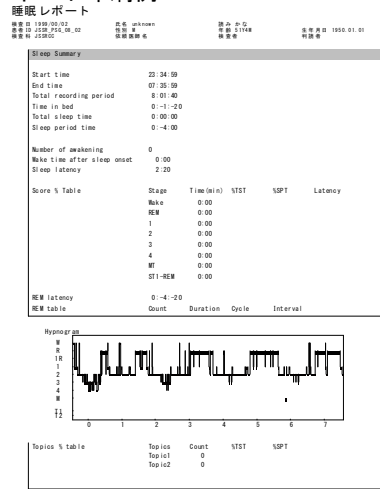 睡眠レポート
検査日 1999/00/02 氏名 unknown 読み かな
患者ID JSSR_PSG_06_02 性別 M 年齢 51Y4M 生年月日 1950.01.01
検査科 JSSRCC 依頼医師名 検査者 判読者
Sleep Summary
Start time 23:34:59
End time 07:35:59
Total recording period 8:01:40
Time in bed 0:-1:-20
Total sleep time 0:00:00
Sleep period time 0:-4:00
Number of awakening 0
Wake time after sleep onset 0:00
Sleep latency 2:20
Score % Table Stage Time(min) %TST %SPT Latency
Wake 0:00
REM 0:00
1 0:00
2 0:00
3 0:00
4 0:00
MT 0:00
ST1-REM 0:00
REM latency 0:-4:-20
REM table Count Duration Cycle Interval
Hypnogram
W
R
1R
1
2
3
4
M
T1
T2
0 1 2 3 4 5 6 7
Topics % table Topics Count %TST %SPT
Topic1 0
Topic2 0